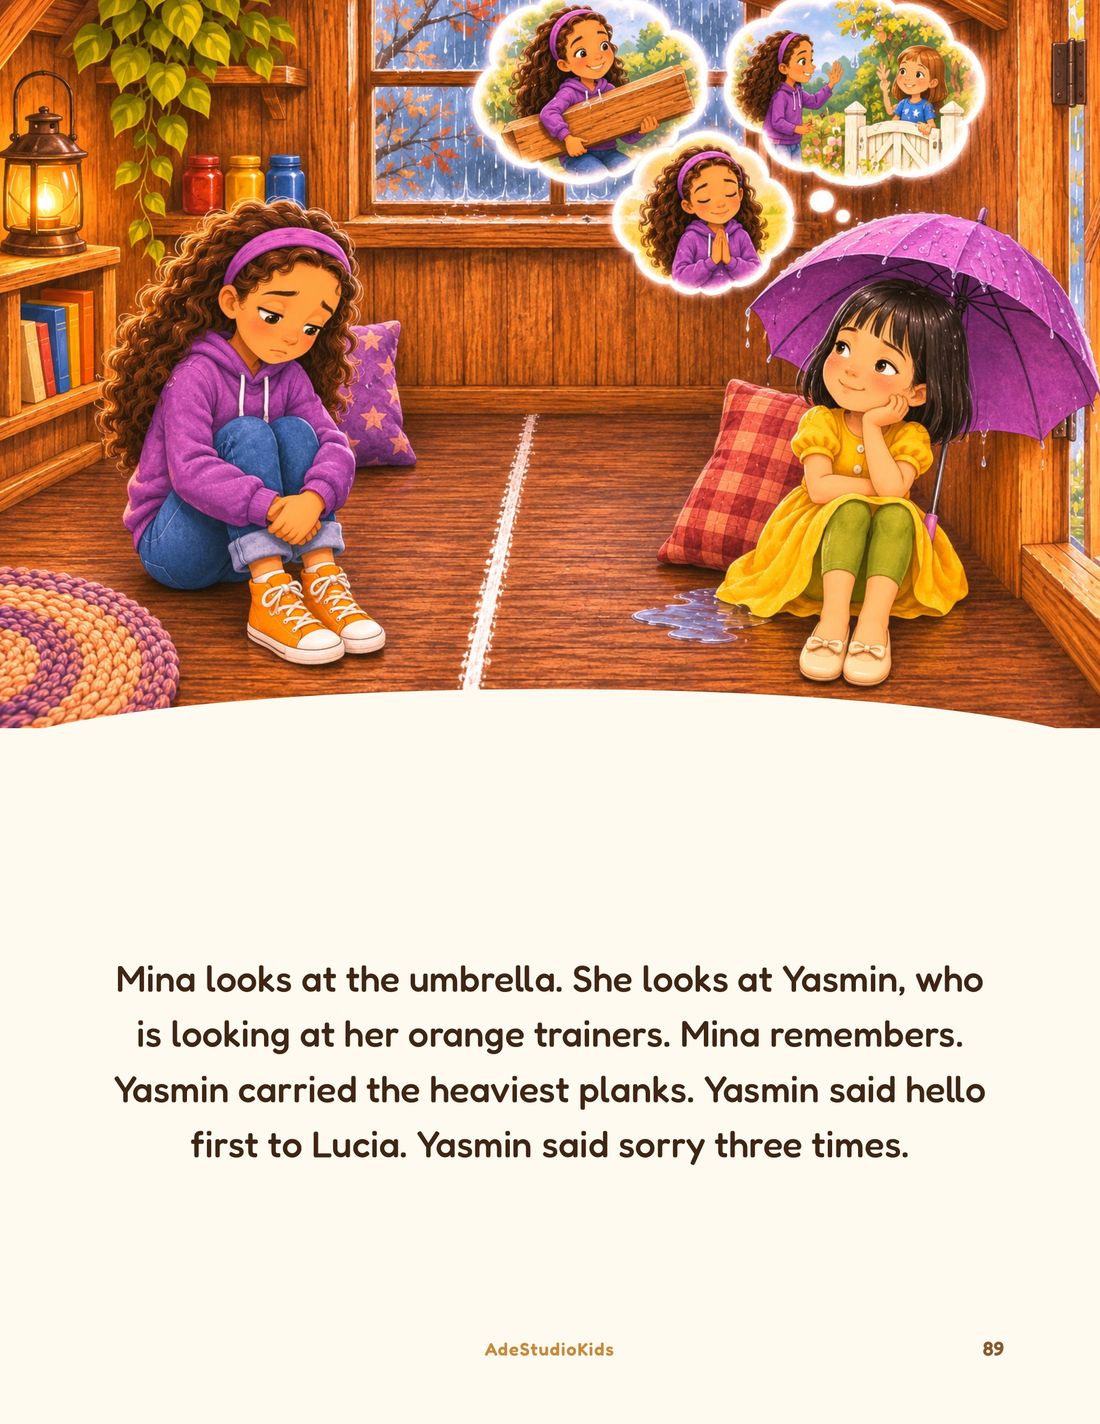 Mina looks at the umbrella. She looks at Yasmin, who
is looking at her orange trainers. Mina remembers.
Yasmin carried the heaviest planks. Yasmin said hello
first to Lucia. Yasmin said sorry three times.
AdeStudioKids
89